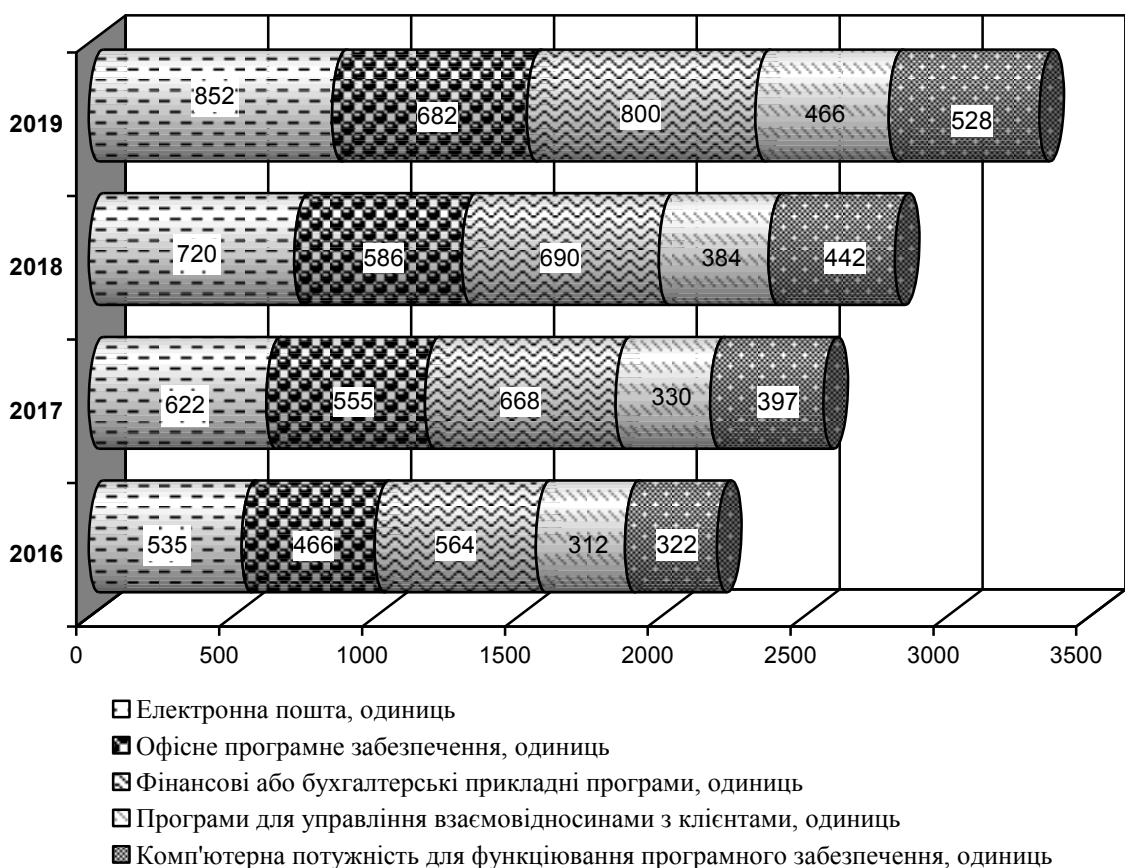 2019
852 682 800 466 528
2018
720 586 690 384 442
2017
622 555 668 330 397
2016
535 466 564 312 322
0 500 1000 1500 2000 2500 3000 3500
Електронна пошта, одиниць
Офісне програмне забезпечення, одиниць
Фінансові або бухгалтерські прикладні програми, одиниць
Програми для управління взаємовідносинами з клієнтами, одиниць
Комп'ютерна потужність для функціювання програмного забезпечення, одиниць